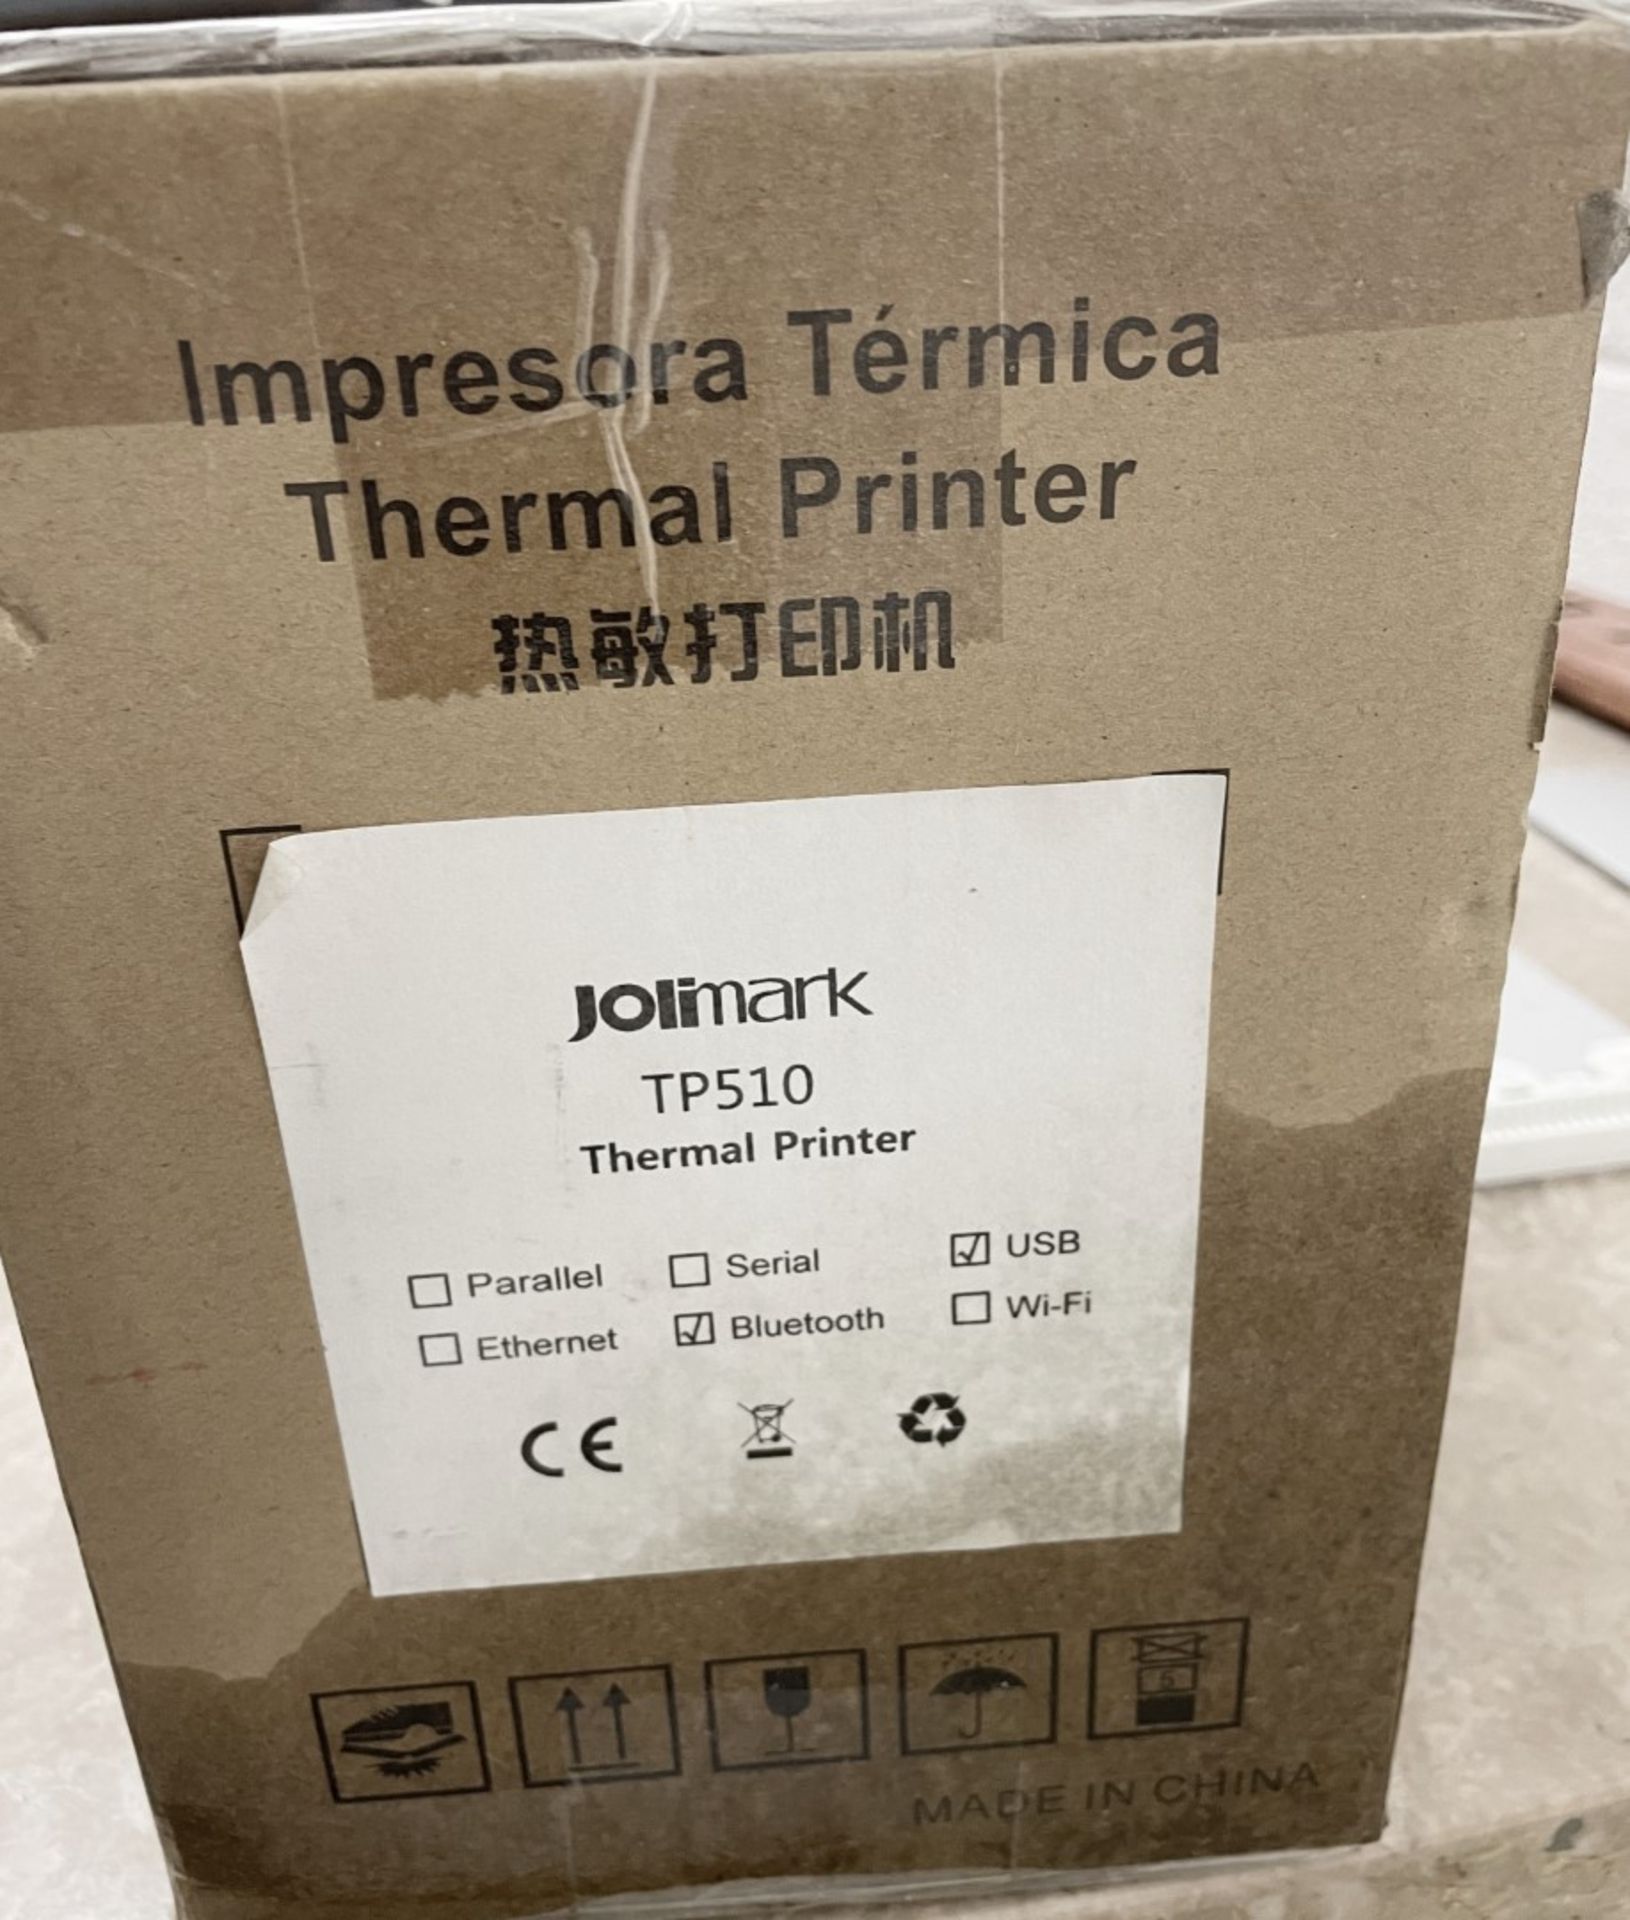 Impresora Térmica
Thermal Printer
热敏打印机
Jolimark
TP510
Thermal Printer
☐ Parallel ☐ Serial ☑ USB
☐ Ethernet ☑ Bluetooth ☐ Wi-Fi
CE
5
MADE IN CHINA